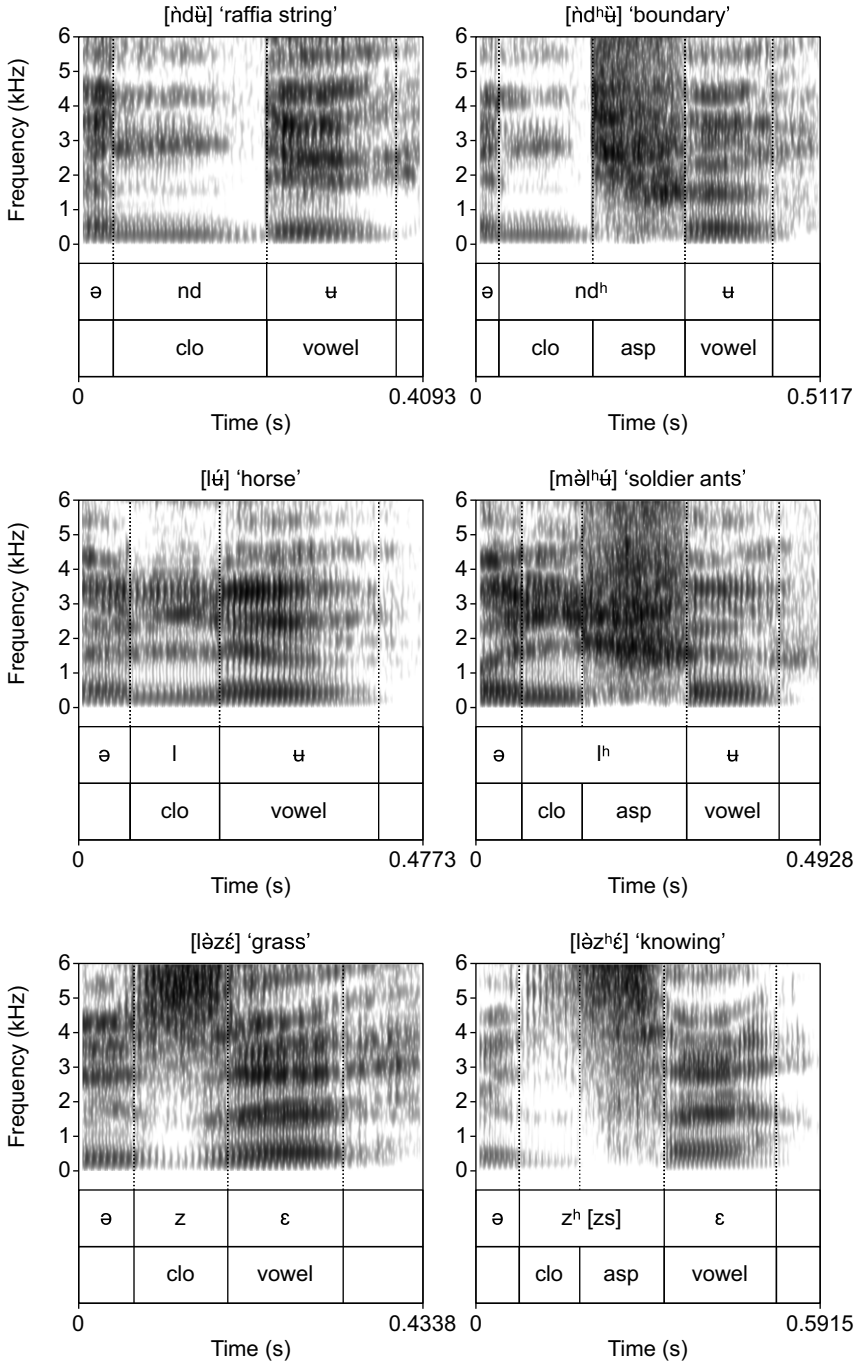 [ǹdʉ̀] ‘raffia string’
[ǹdʰʉ̀] ‘boundary’
Frequency (kHz)
6
5
4
3
2
1
0
6
5
4
3
2
1
0
ə nd ʉ
ə ndʰ ʉ
clo vowel
clo asp vowel
0 0.4093
0 0.5117
Time (s)
Time (s)
[lʉ́] ‘horse’
[mə̀lʰʉ́] ‘soldier ants’
Frequency (kHz)
6
5
4
3
2
1
0
6
5
4
3
2
1
0
ə l ʉ
ə lʰ ʉ
clo vowel
clo asp vowel
0 0.4773
0 0.4928
Time (s)
Time (s)
[lə̀zɛ́] ‘grass’
[lə̀zʰɛ́] ‘knowing’
Frequency (kHz)
6
5
4
3
2
1
0
6
5
4
3
2
1
0
ə z ɛ
ə zʰ [zs] ɛ
clo vowel
clo asp vowel
0 0.4338
0 0.5915
Time (s)
Time (s)